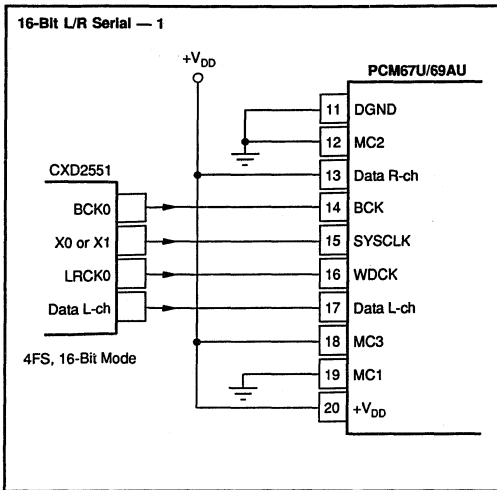 16-Bit L/R Serial — 1
+VDD
PCM67U/69AU
11 DGND
12 MC2
CXD2551
13 Data R-ch
BCK0
14 BCK
X0 or X1
15 SYSCLK
LRCK0
16 WDCK
Data L-ch
17 Data L-ch
18 MC3
4FS, 16-Bit Mode
19 MC1
20 +VDD